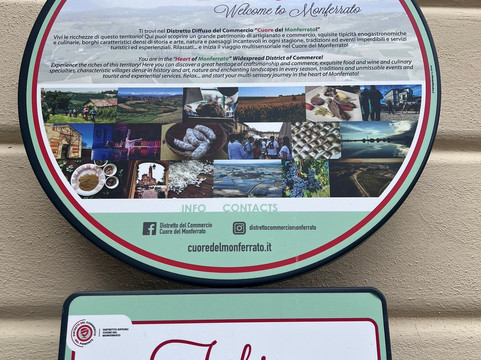 Welcome to Monferrato
Ti trovi nel Distretto Diffuso del Commercio "Cuore del Monferrato!"
Vivi le ricchezze di questo territorio! Qui puoi scoprire un grande patrimonio di artigianato e commercio, squisite tipicità enogastronomiche
e culinarie, borghi caratteristici densi di storia e arte, natura e paesaggi incantevoli in ogni stagione, tradizioni ed eventi imperdibili e servizi
turistici ed esperienziali. Rilassati... e inizia il viaggio multisensoriale nel Cuore del Monferrato!
You are in the "Heart of Monferrato" Widespread District of Commerce!
Experience the riches of this territory! Here you can discover a great heritage of craftsmanship and commerce, exquisite food and wine and culinary
specialties, characteristic villages dense in history and art, nature and enchanting landscapes in every season, traditions and unmissable events and
tourist and experiential services. Relax... and start your multi-sensory journey in the heart of Monferrato!
INFO CONTACTS
Distretto del Commercio
Cuore del Monferrato
distrettocommerciomonferrato
cuoredelmonferrato.it
DISTRETTO DIFFUSO
CUORE DEL
MONFERRATO